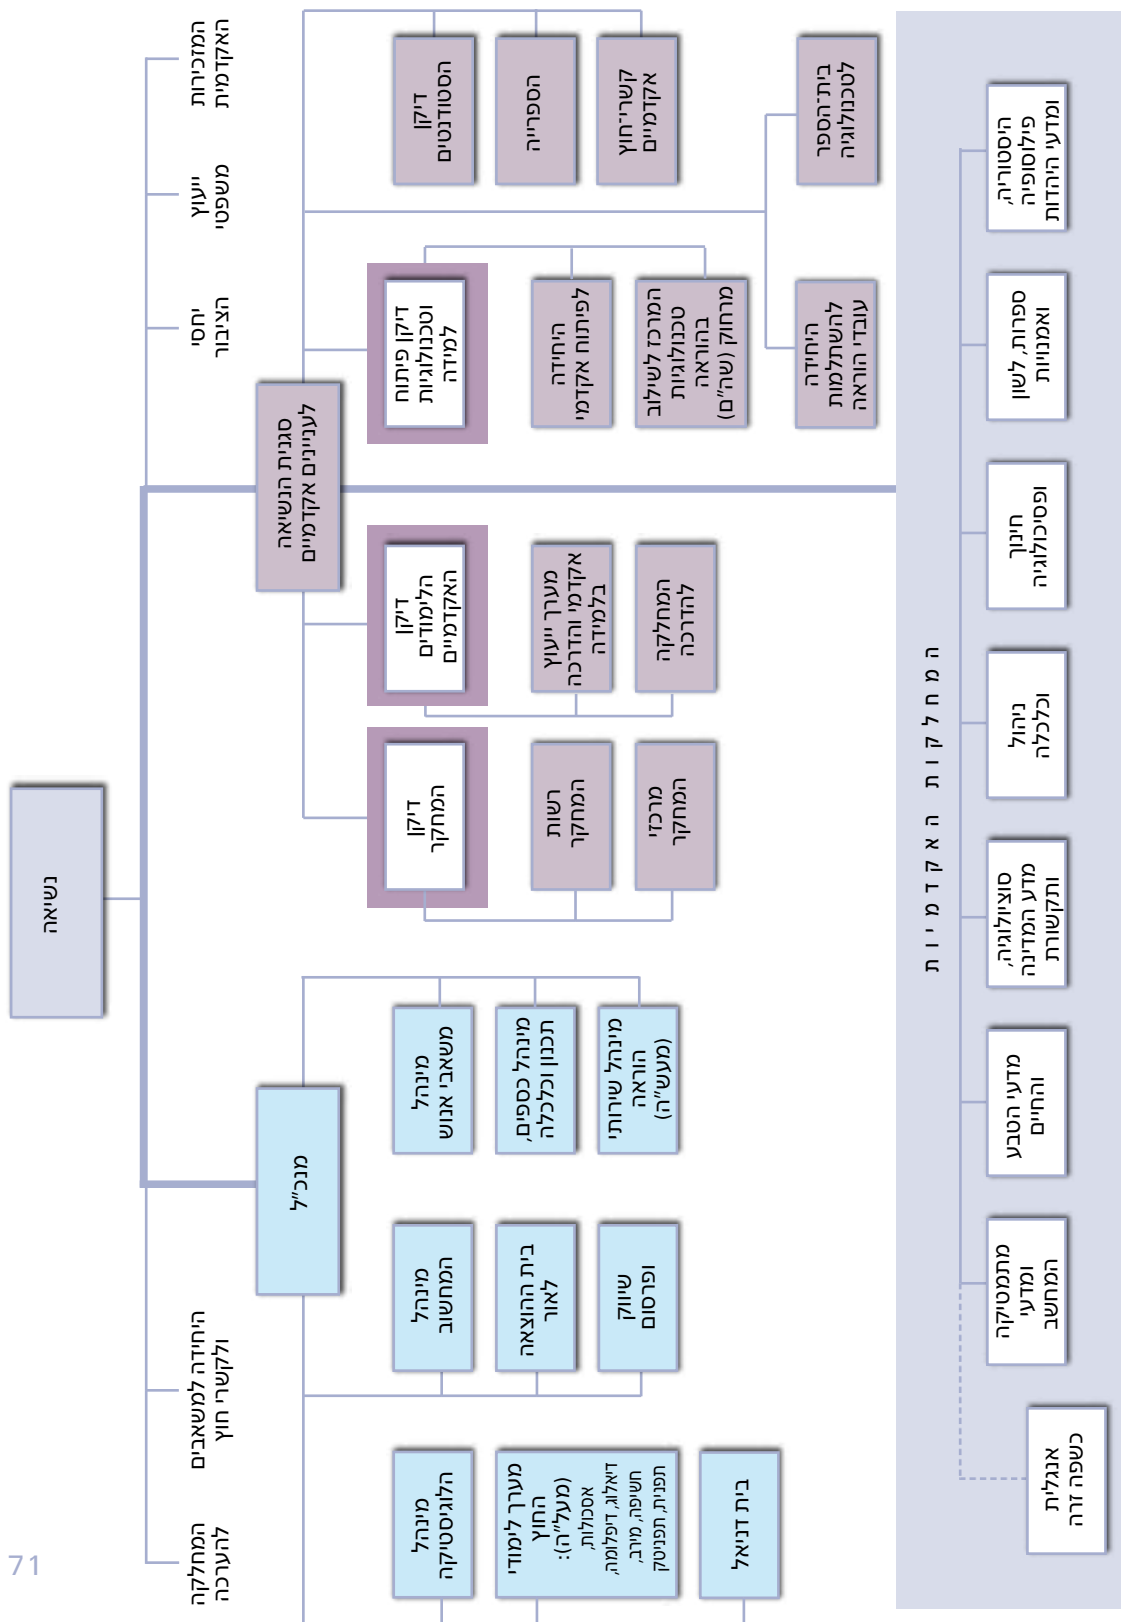 71
נשיאה
המזכירות
האקדמית
יעוץ
משפטי
יחסי
הציבור
היחידה למשאבים
ולקשרי חוץ
המחלקה
להערכה
סגנית הנשיאה
לעניינים אקדמיים
דיקן
הסטודנטים
הספרייה
קשרי חוץ
אקדמיים
בית הספר
לטכנולוגיה
היחידה
להשתלמות
עובדי הוראה
דיקן פיתוח
וטכנולוגיות
למידה
היחידה
לפיתוח אקדמי
המרכז לשילוב
טכנולוגיות
בהוראה
מרחוק (שה״ם)
דיקן
הלימודים
האקדמיים
מערך ייעוץ
אקדמי והדרכה
בלמידה
המחלקה
להדרכה
דיקן
המחקר
רשות
המחקר
מרכזי
המחקר
מנכ״ל
מינהל
משאבי אנוש
מינהל כספים,
תכנון וכלכלה
מינהל שירותי
הוראה
(מעש״ה)
מינהל
המחשוב
בית ההוצאה
לאור
שיווק
ופרסום
מינהל
הלוגיסטיקה
מערך לימודי
החוץ
(מעל״ה):
אסכולות,
דיאלוג, דיפלומה,
חשיפה, מירב,
תפנית, תפניטק
בית דניאל
המחלקות האקדמיות
היסטוריה,
פילוסופיה
ומדעי היהדות
ספרות, לשון
ואמנויות
חינוך
ופסיכולוגיה
ניהול
וכלכלה
סוציולוגיה,
מדע המדינה
ותקשורת
מדעי הטבע
והחיים
מתמטיקה
ומדעי
המחשב
אנגלית
כשפה זרה